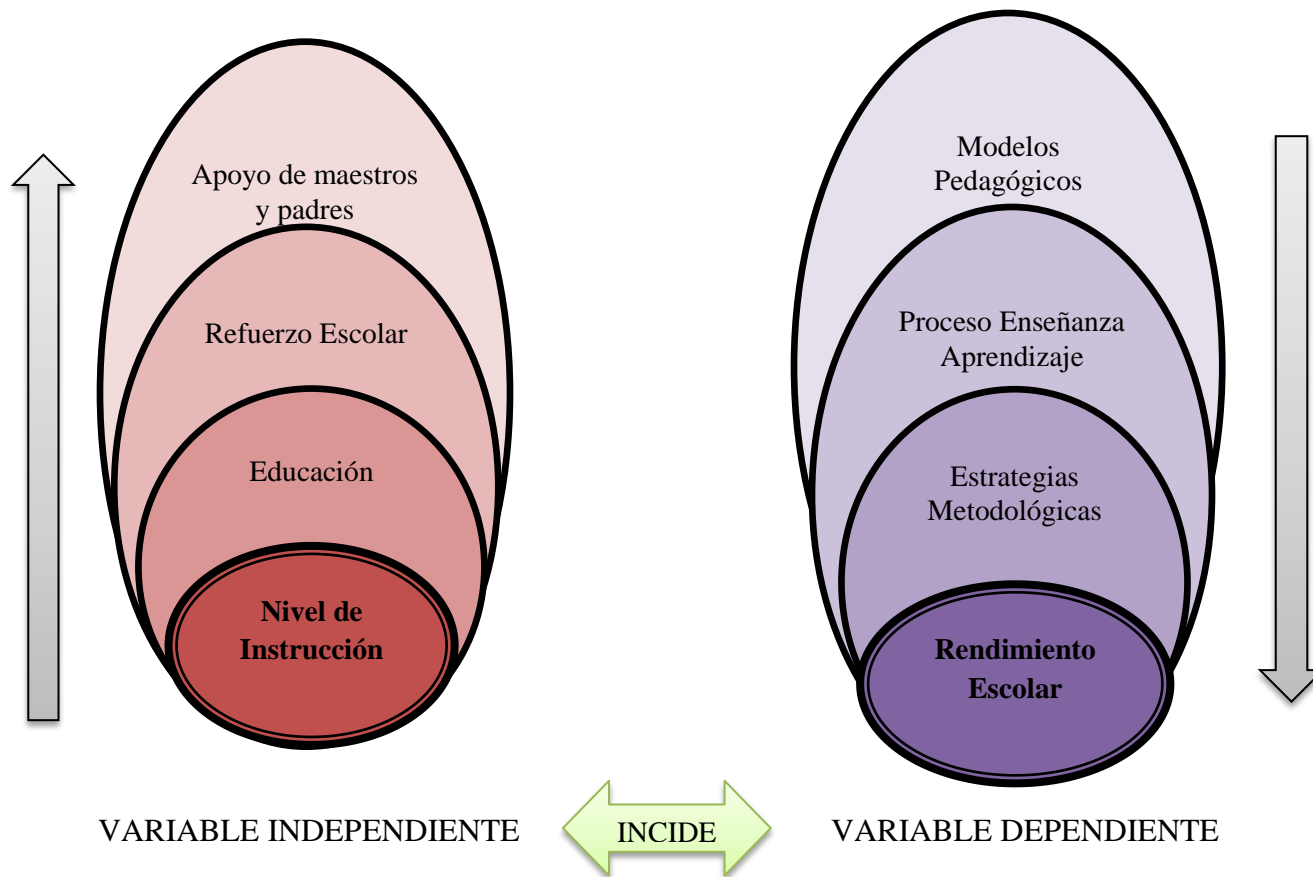 Apoyo de maestros
y padres
Refuerzo Escolar
Educación
Nivel de
Instrucción
Modelos
Pedagógicos
Proceso Enseñanza
Aprendizaje
Estrategias
Metodológicas
Rendimiento
Escolar
VARIABLE INDEPENDIENTE
INCIDE
VARIABLE DEPENDIENTE